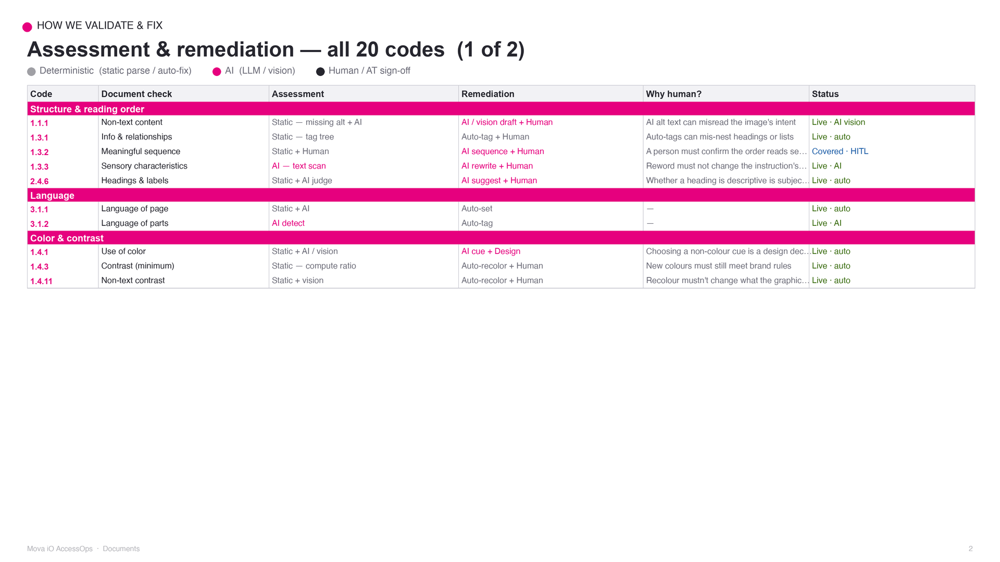 HOW WE VALIDATE & FIX
Assessment & remediation — all 20 codes (1 of 2)
Deterministic (static parse / auto-fix) AI (LLM / vision) Human / AT sign-off
Code Document check Assessment Remediation Why human? Status
Structure & reading order
1.1.1 Non-text content Static — missing alt + AI AI / vision draft + Human AI alt text can misread the image's intent Live · AI vision
1.3.1 Info & relationships Static — tag tree Auto-tag + Human Auto-tags can mis-nest headings or lists Live · auto
1.3.2 Meaningful sequence Static + Human AI sequence + Human A person must confirm the order reads se… Covered · HITL
1.3.3 Sensory characteristics AI — text scan AI rewrite + Human Reword must not change the instruction's… Live · AI
2.4.6 Headings & labels Static + AI judge AI suggest + Human Whether a heading is descriptive is subjec… Live · auto
Language
3.1.1 Language of page Static + AI Auto-set — Live · auto
3.1.2 Language of parts AI detect Auto-tag — Live · AI
Color & contrast
1.4.1 Use of color Static + AI / vision AI cue + Design Choosing a non-colour cue is a design dec… Live · auto
1.4.3 Contrast (minimum) Static — compute ratio Auto-recolor + Human New colours must still meet brand rules Live · auto
1.4.11 Non-text contrast Static + vision Auto-recolor + Human Recolour mustn't change what the graphic… Live · auto
Mova iO AccessOps · Documents 2